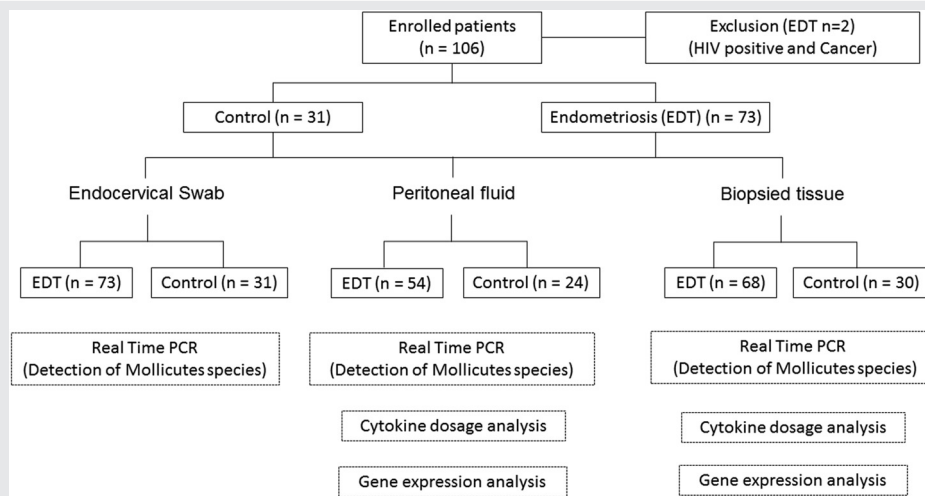 Enrolled patients
(n = 106)
Exclusion (EDT n=2)
(HIV positive and Cancer)
Control (n = 31)
Endometriosis (EDT) (n = 73)
Endocervical Swab
Peritoneal fluid
Biopsied tissue
EDT (n = 73)
Control (n = 31)
EDT (n = 54)
Control (n = 24)
EDT (n = 68)
Control (n = 30)
Real Time PCR
(Detection of Mollicutes species)
Real Time PCR
(Detection of Mollicutes species)
Real Time PCR
(Detection of Mollicutes species)
Cytokine dosage analysis
Cytokine dosage analysis
Gene expression analysis
Gene expression analysis